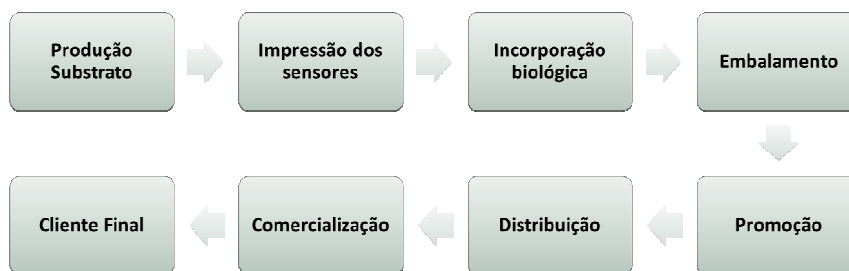 Produção
Substrato
Impressão dos
sensores
Incorporação
biológica
Embalamento
Promoção
Distribuição
Comercialização
Cliente Final